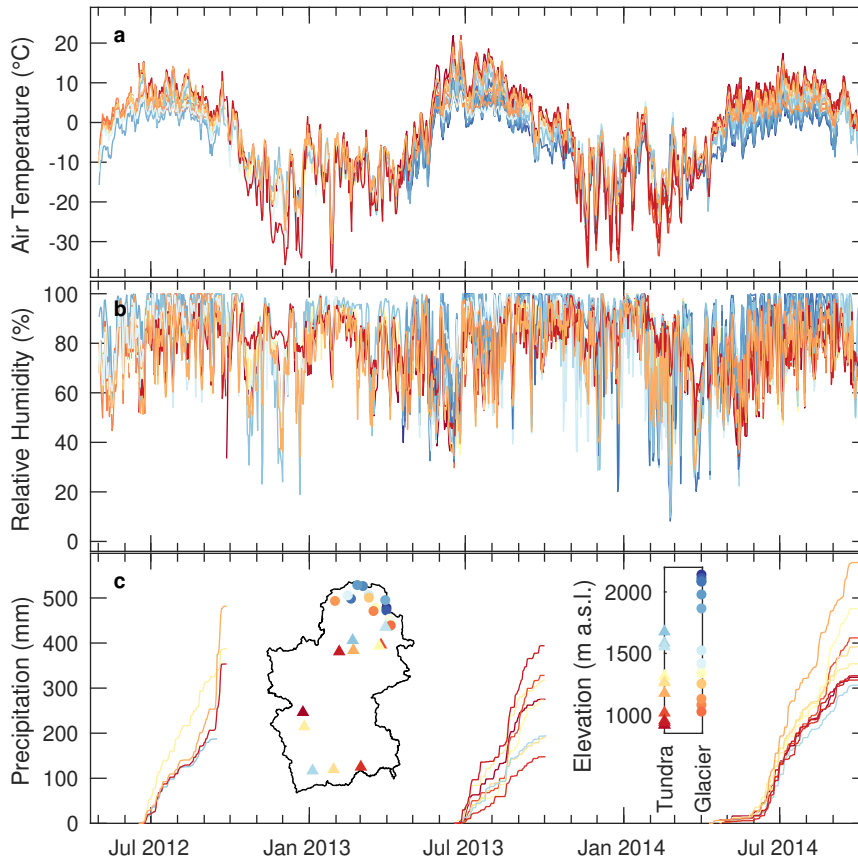 a
20
10
0
-10
-20
-30
Air Temperature (°C)
b
100
80
60
40
20
0
Relative Humidity (%)
c
500
400
300
200
100
0
Precipitation (mm)
2000
1500
1000
Elevation (m a.s.l.)
Tundra
Glacier
Jul 2012
Jan 2013
Jul 2013
Jan 2014
Jul 2014